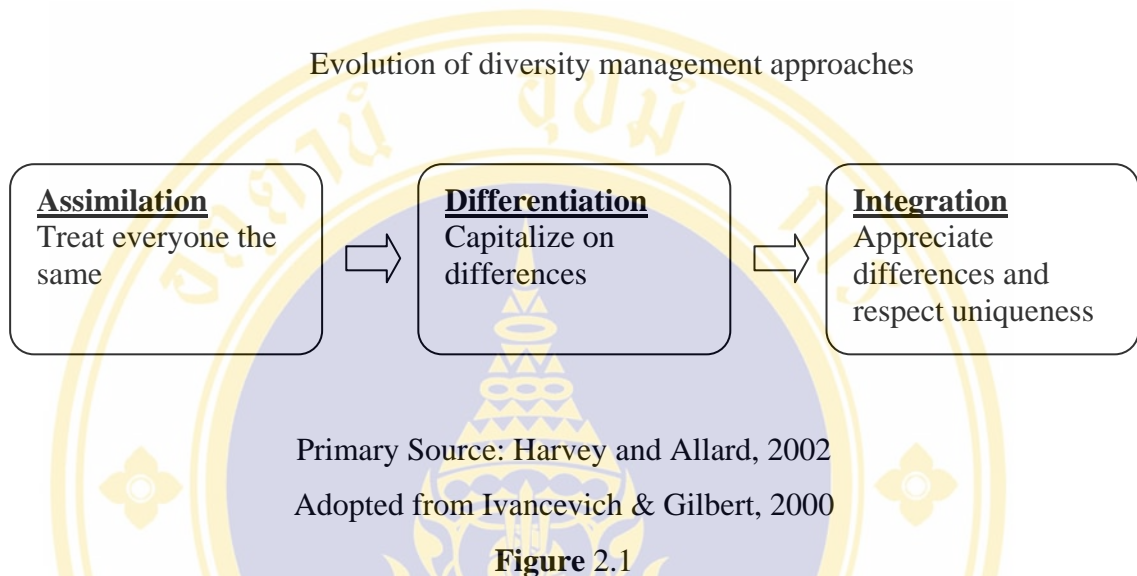 Evolution of diversity management approaches
Assimilation
Treat everyone the
same
Differentiation
Capitalize on
differences
Integration
Appreciate
differences and
respect uniqueness
Primary Source: Harvey and Allard, 2002
Adopted from Ivancevich & Gilbert, 2000
Figure 2.1